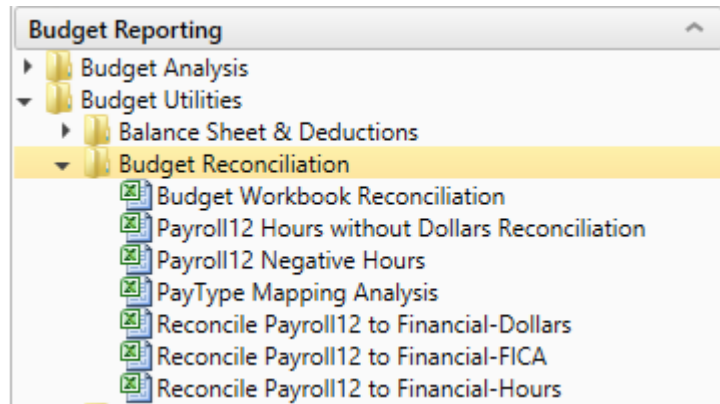 Budget Reporting
Budget Analysis
Budget Utilities
Balance Sheet & Deductions
Budget Reconciliation
Budget Workbook Reconciliation
Payroll12 Hours without Dollars Reconciliation
Payroll12 Negative Hours
PayType Mapping Analysis
Reconcile Payroll12 to Financial-Dollars
Reconcile Payroll12 to Financial-FICA
Reconcile Payroll12 to Financial-Hours